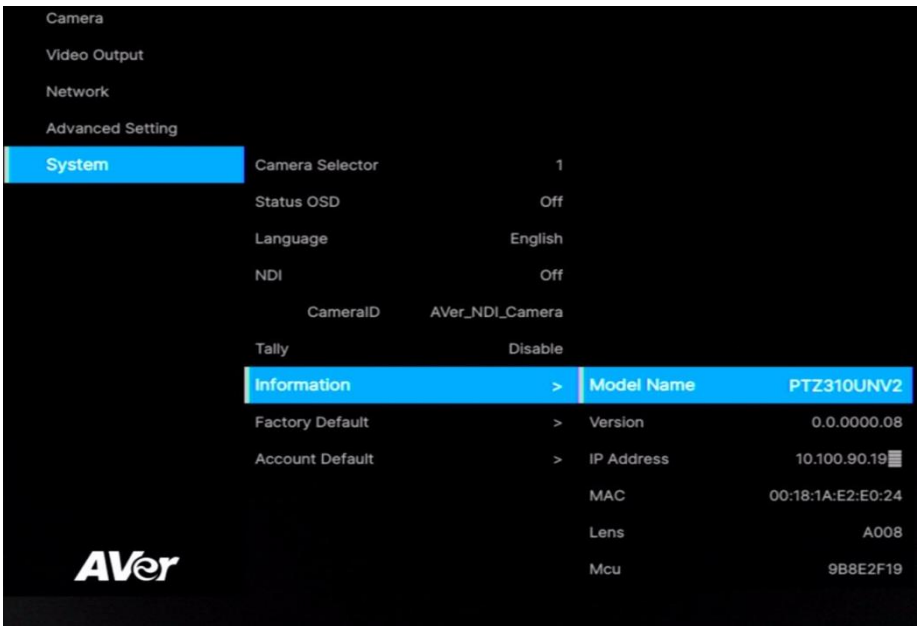 Camera
Video Output
Network
Advanced Setting
System
Camera Selector 1
Status OSD Off
Language English
NDI Off
CameraID AVer_NDI_Camera
Tally Disable
Information > Model Name PTZ310UNV2
Factory Default > Version 0.0.0000.08
Account Default > IP Address
MAC 00:18:1A:E2:E0:24
Lens A008
Mcu 9B8E2F19
AVer